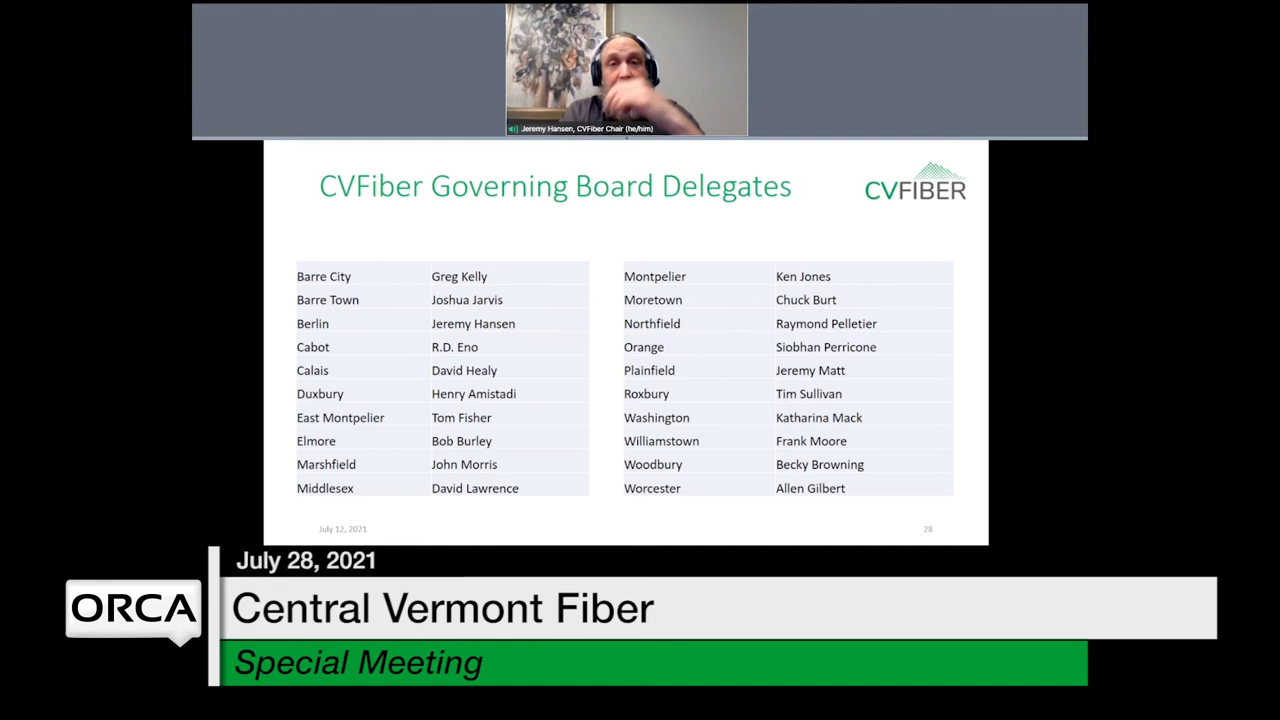 Jeremy Hansen, CVFiber Chair (he/him)
CVFiber Governing Board Delegates
CVFIBER
Barre City Greg Kelly
Barre Town Joshua Jarvis
Berlin Jeremy Hansen
Cabot R.D. Eno
Calais David Healy
Duxbury Henry Amistadi
East Montpelier Tom Fisher
Elmore Bob Burley
Marshfield John Morris
Middlesex David Lawrence
Montpelier Ken Jones
Moretown Chuck Burt
Northfield Raymond Pelletier
Orange Siobhan Perricone
Plainfield Jeremy Matt
Roxbury Tim Sullivan
Washington Katharina Mack
Williamstown Frank Moore
Woodbury Becky Browning
Worcester Allen Gilbert
July 12, 2021
28
July 28, 2021
ORCA
Central Vermont Fiber
Special Meeting